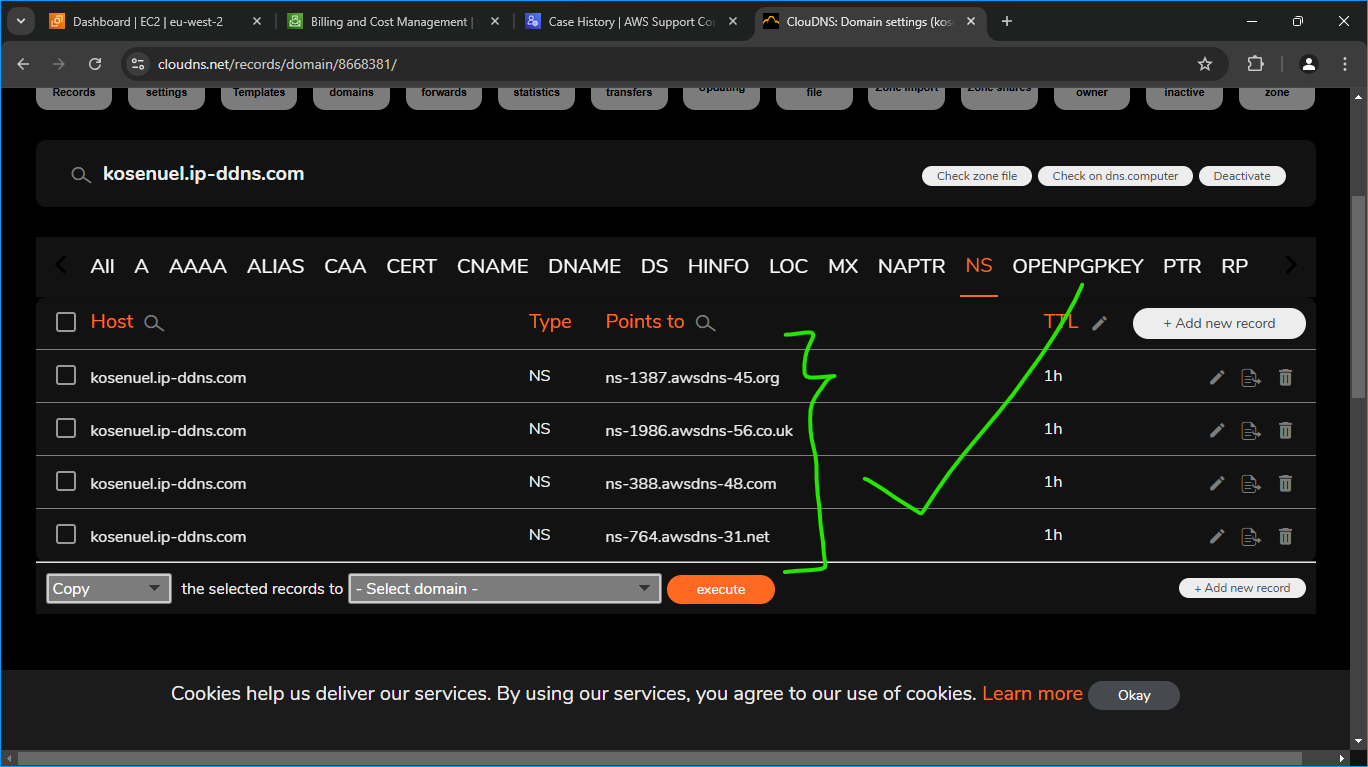 Dashboard | EC2 | eu-west-2
Billing and Cost Management |
Case History | AWS Support Co
ClouDNS: Domain settings (kos
cloudns.net/records/domain/8668381/
Records settings Templates domains forwards statistics transfers Updating file Zone import Zone shares owner inactive zone
kosenuel.ip-ddns.com Check zone file Check on dns.computer Deactivate
All A AAAA ALIAS CAA CERT CNAME DNAME DS HINFO LOC MX NAPTR NS OPENPGPKEY PTR RP
Host Type Points to TTL + Add new record
kosenuel.ip-ddns.com NS ns-1387.awsdns-45.org 1h
kosenuel.ip-ddns.com NS ns-1986.awsdns-56.co.uk 1h
kosenuel.ip-ddns.com NS ns-388.awsdns-48.com 1h
kosenuel.ip-ddns.com NS ns-764.awsdns-31.net 1h
Copy the selected records to - Select domain - execute + Add new record
Cookies help us deliver our services. By using our services, you agree to our use of cookies. Learn more Okay